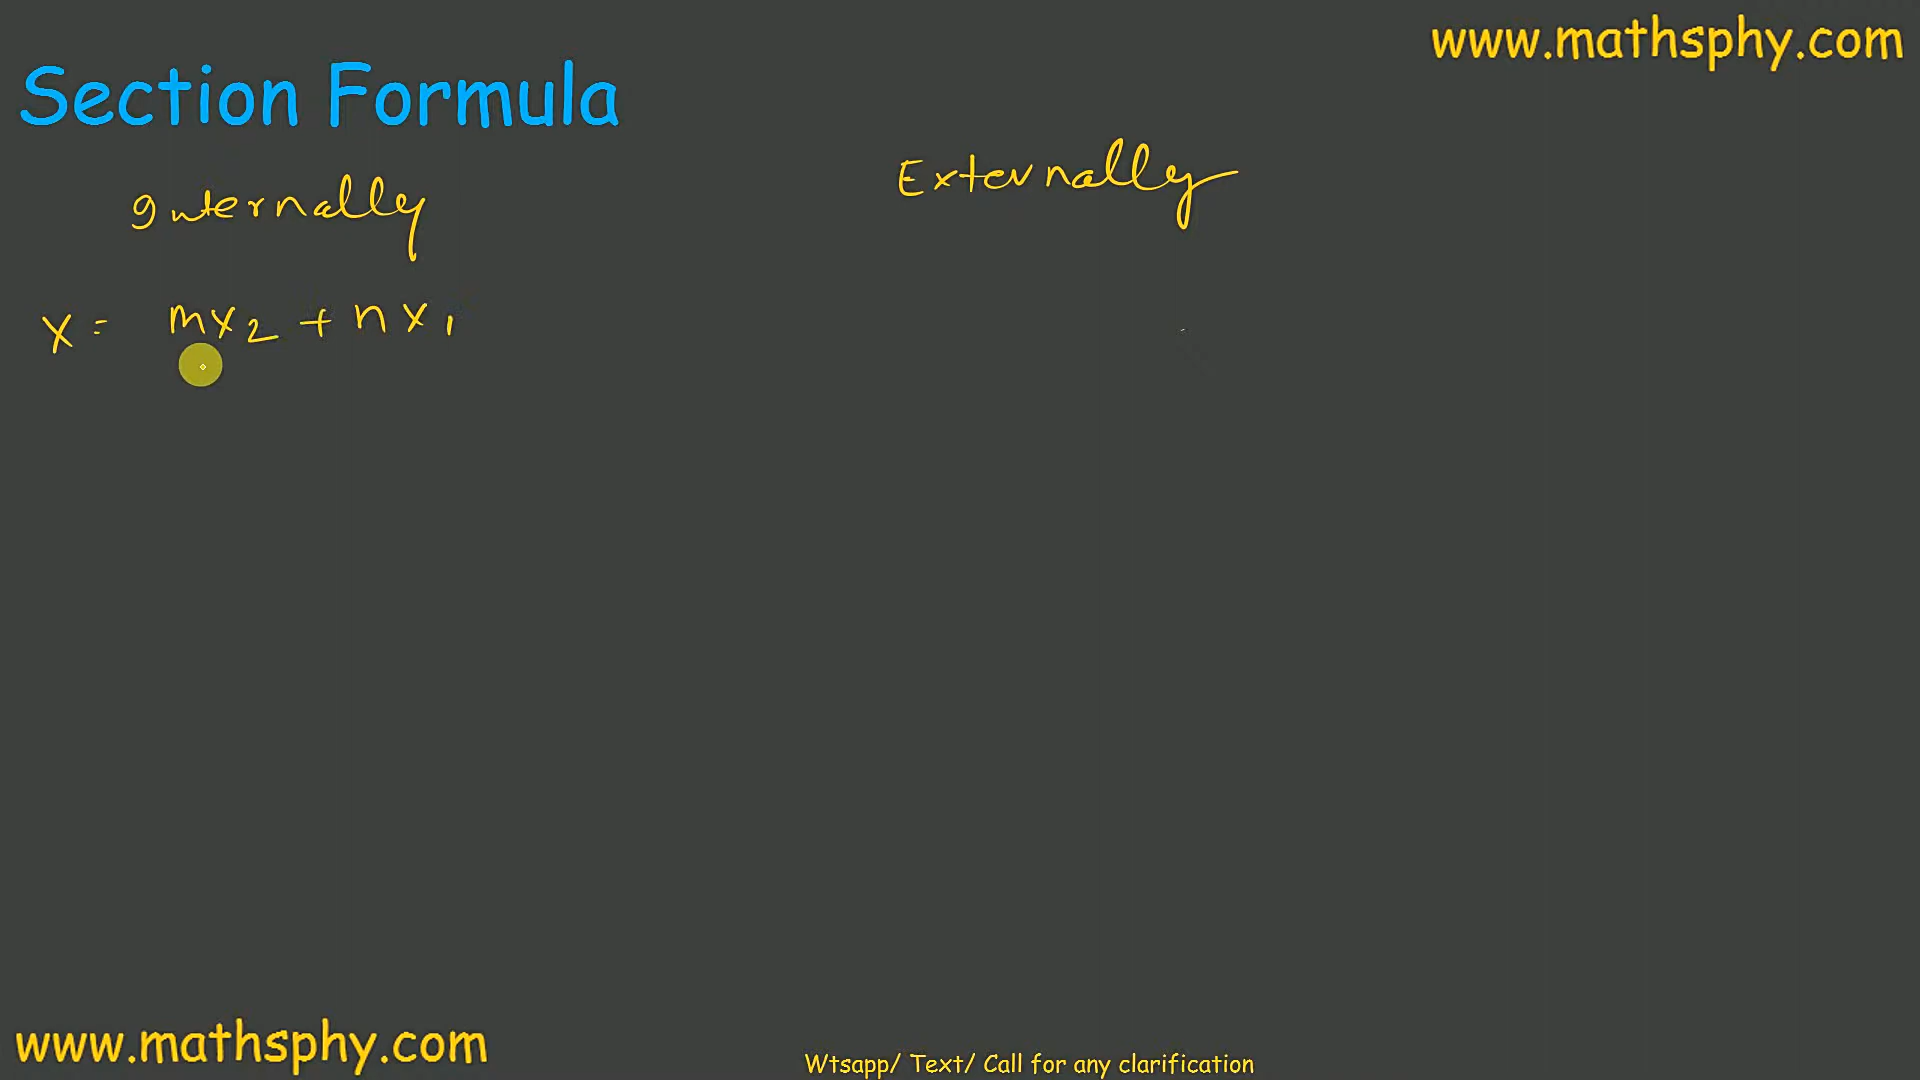 www.mathsphy.com
Section Formula
Internally
Externally
x = mx₂ + nx₁
www.mathsphy.com
Wtsapp/ Text/ Call for any clarification